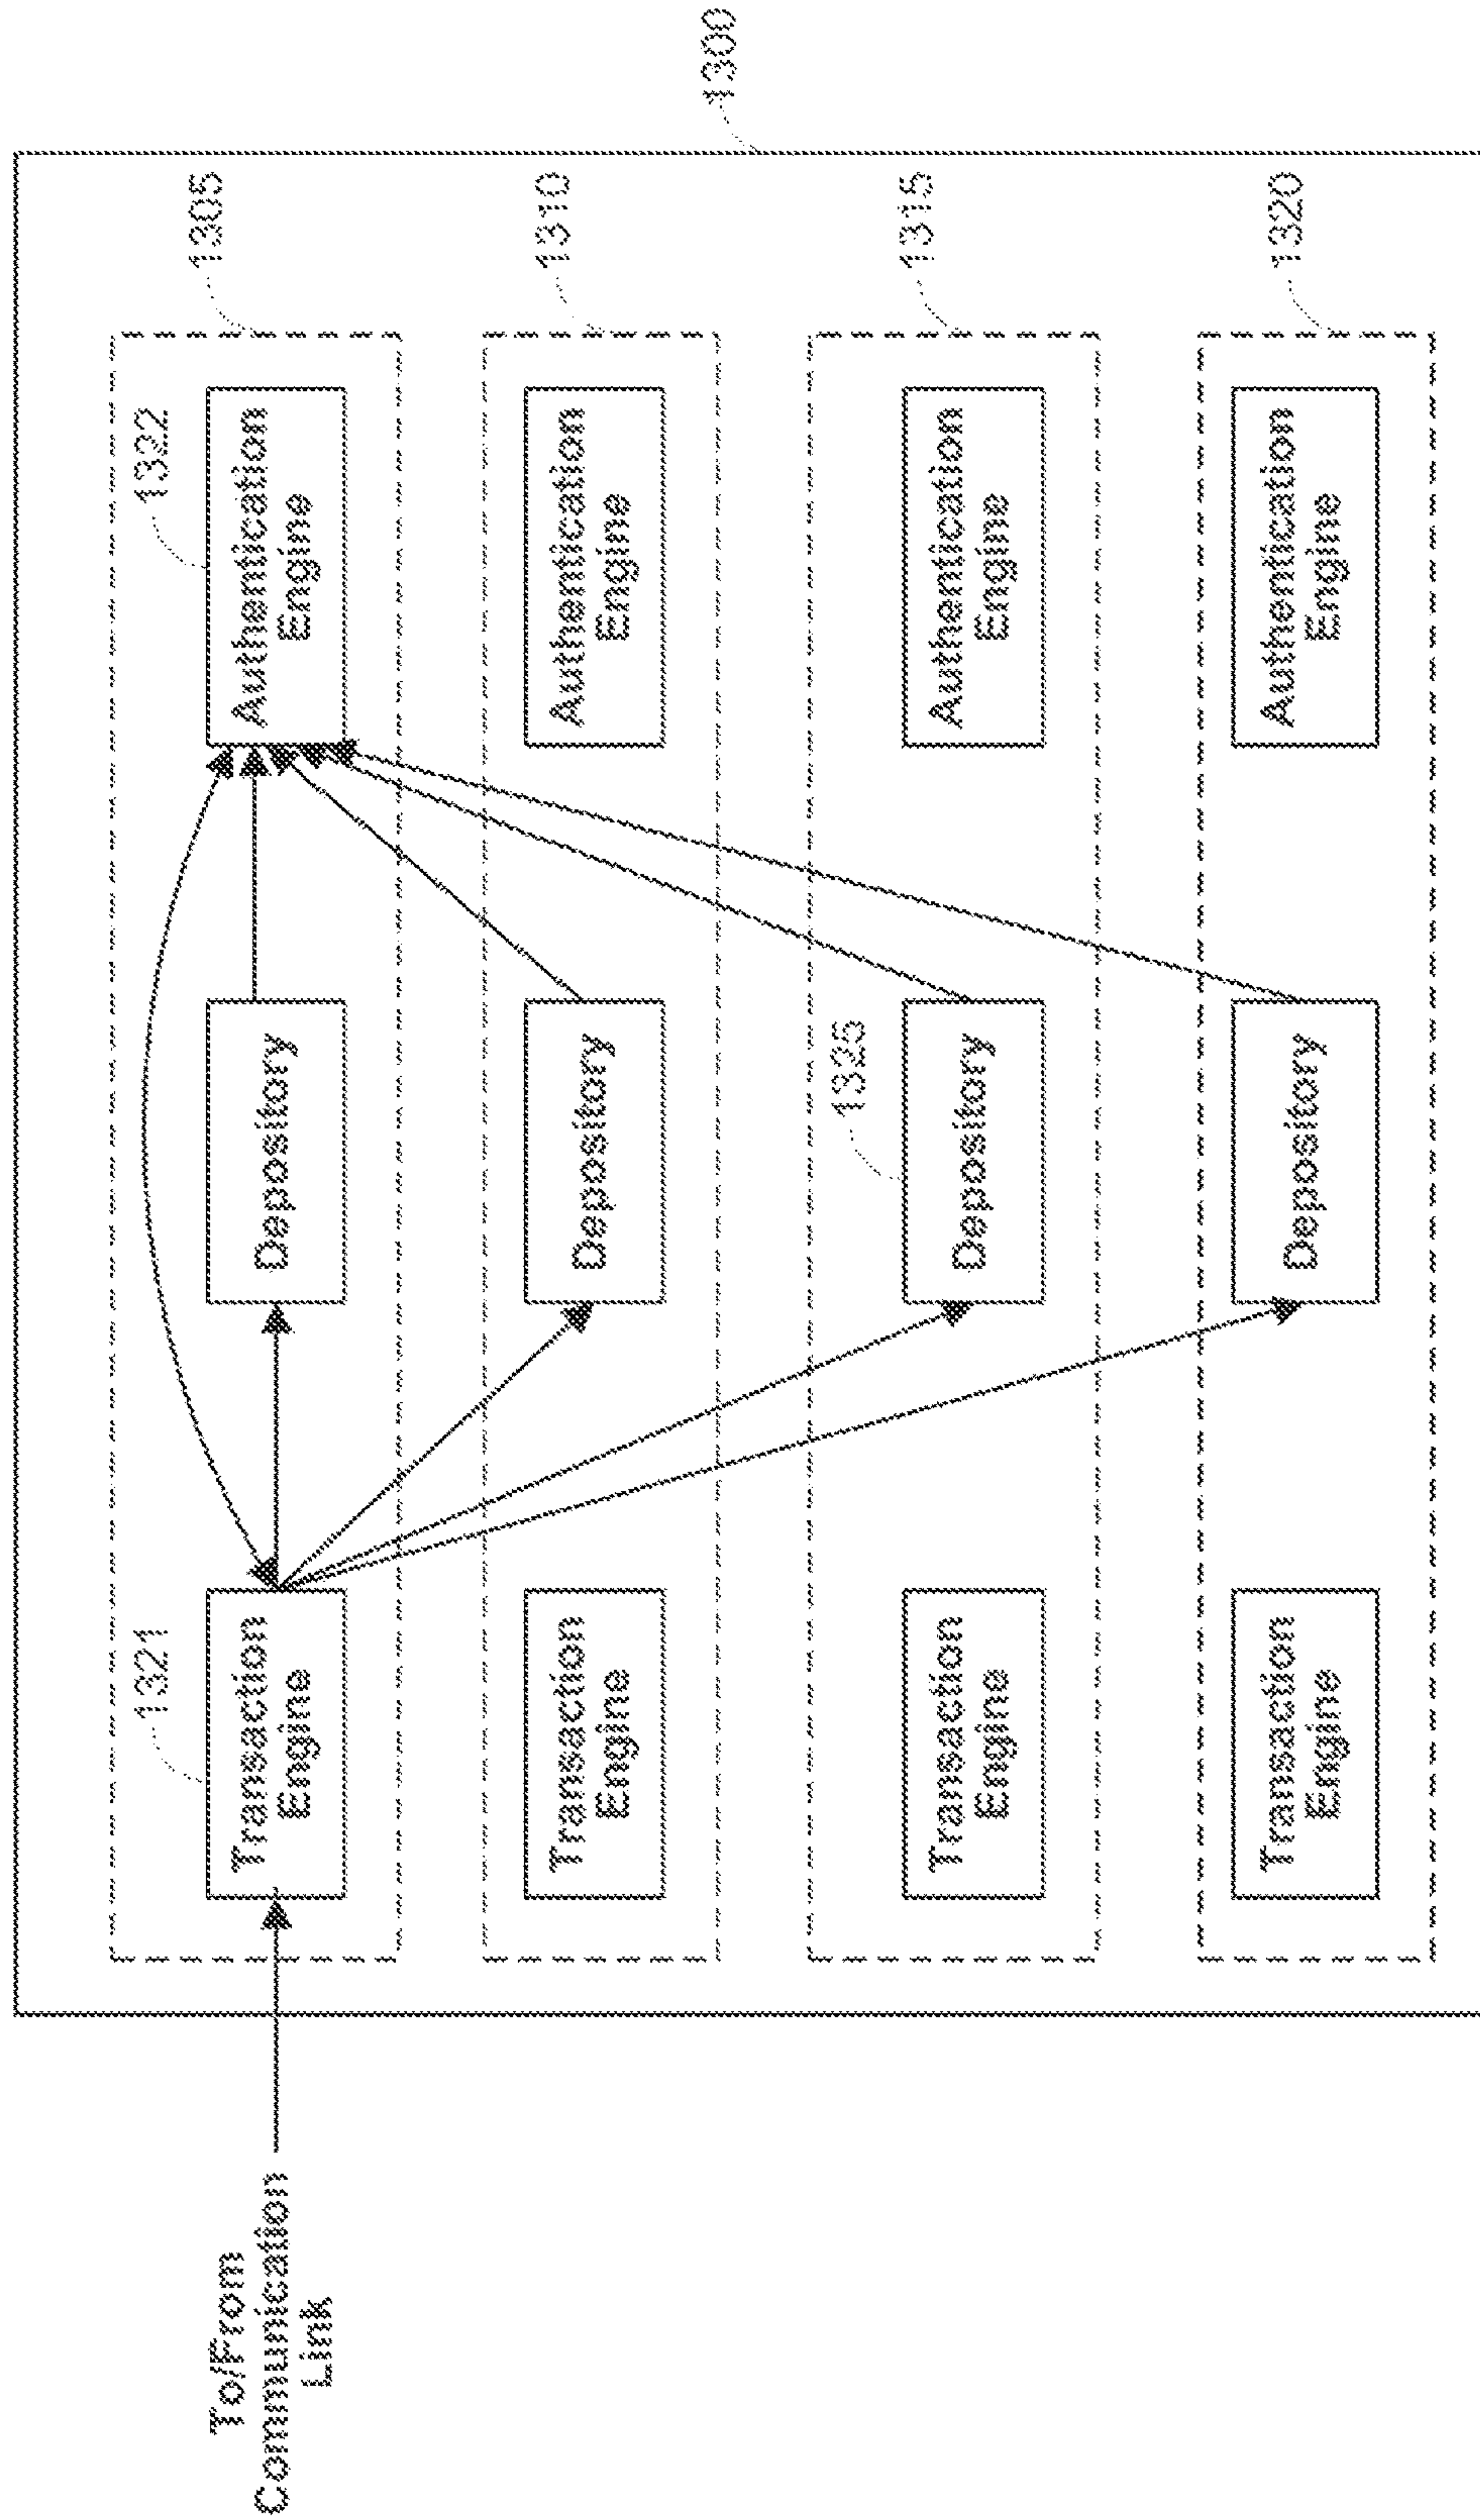 1300
1305
1322
1321
Transaction
Engine
Depository
Authentication
Engine
To/From
Communication
Link
1310
Transaction
Engine
Depository
Authentication
Engine
1315
1325
Transaction
Engine
Depository
Authentication
Engine
1320
Transaction
Engine
Depository
Authentication
Engine